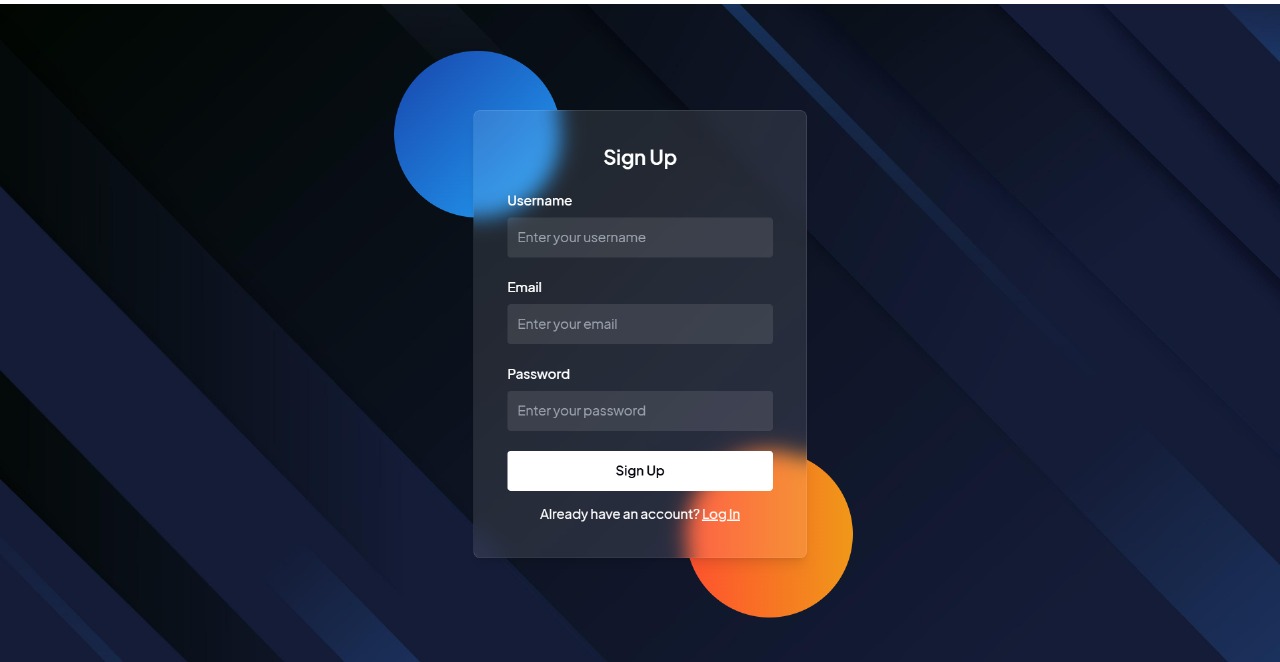 Sign Up
Username
Enter your username
Email
Enter your email
Password
Enter your password
Sign Up
Already have an account? Log In